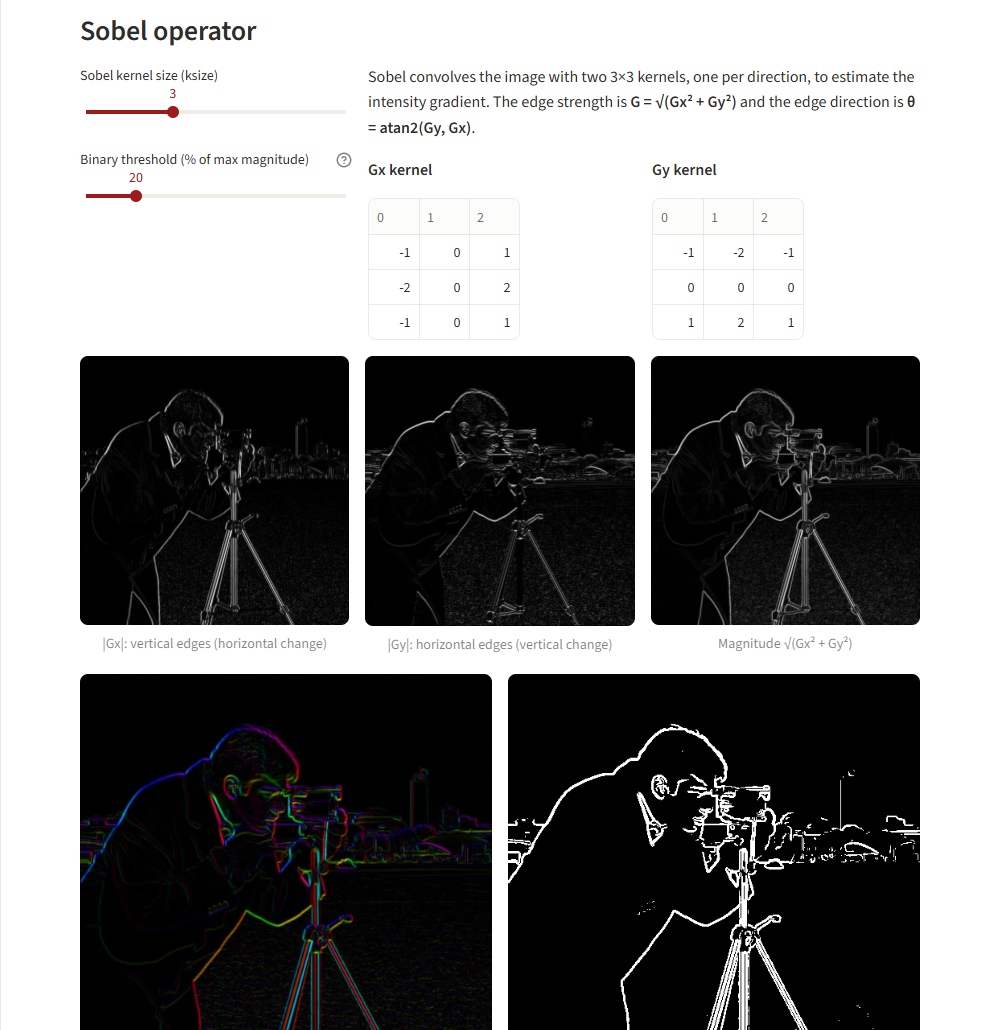 Sobel operator
Sobel kernel size (ksize)
3
Binary threshold (% of max magnitude)
20
Sobel convolves the image with two 3×3 kernels, one per direction, to estimate the
intensity gradient. The edge strength is G = √(Gx² + Gy²) and the edge direction is θ
= atan2(Gy, Gx).
Gx kernel
0 1 2
-1 0 1
-2 0 2
-1 0 1
Gy kernel
0 1 2
-1 -2 -1
0 0 0
1 2 1
|Gx|: vertical edges (horizontal change)
|Gy|: horizontal edges (vertical change)
Magnitude √(Gx² + Gy²)